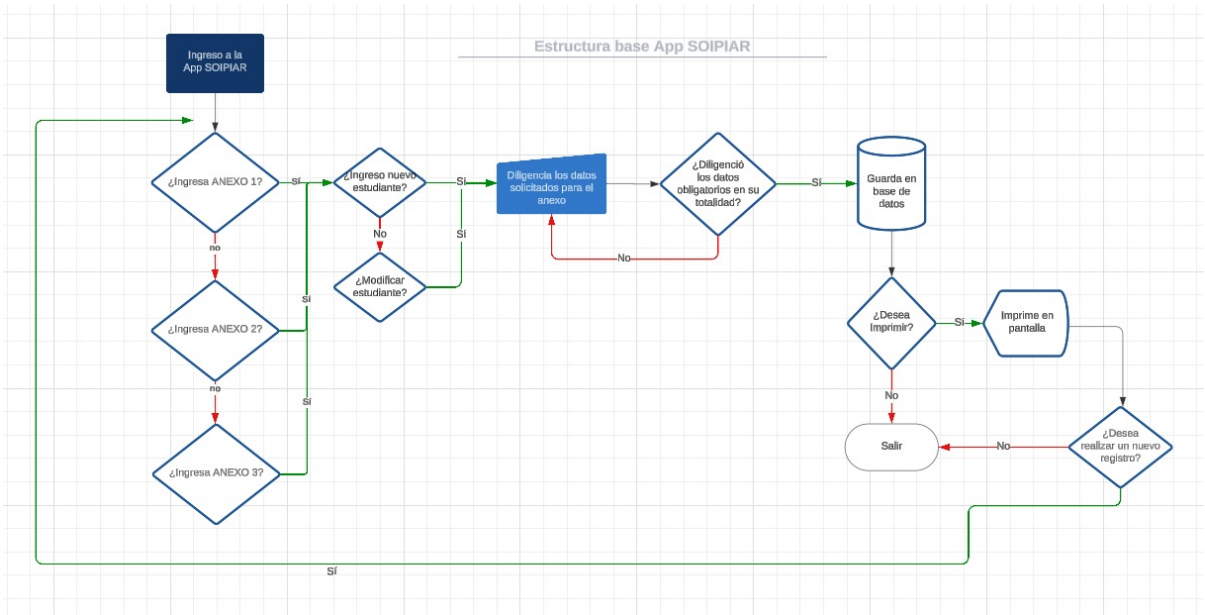 Estructura base App SOIPIAR
Ingreso a la
App SOIPIAR
¿Ingresa ANEXO 1?
Sí
no
¿Ingresa ANEXO 2?
Sí
no
¿Ingresa ANEXO 3?
Sí
¿Ingreso nuevo
estudiante?
Sí
No
¿Modificar
estudiante?
Sí
Diligencia los datos
solicitados para el
anexo
¿Diligenció
los datos
obligatorios en su
totalidad?
No
Sí
Guarda en
base de
datos
¿Desea
Imprimir?
Sí
No
Imprime en
pantalla
¿Desea
realizar un nuevo
registro?
No
Salir
Sí